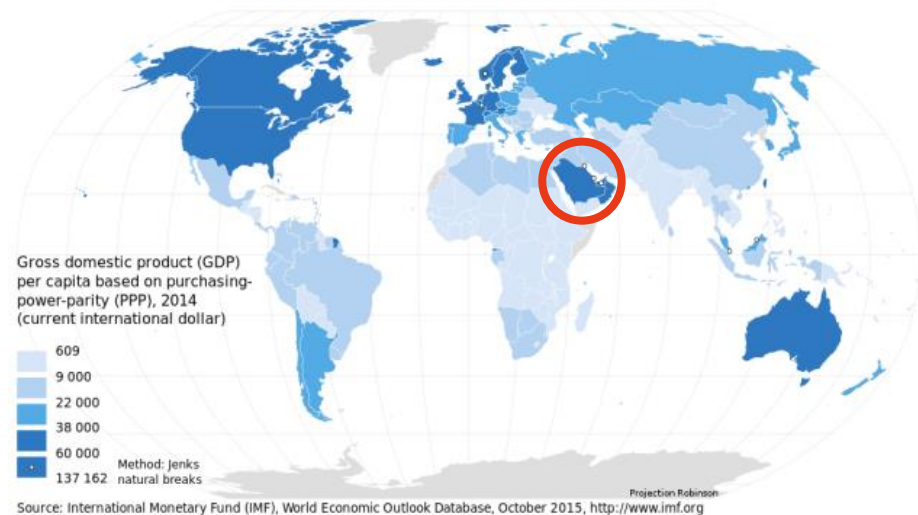 Gross domestic product (GDP)
per capita based on purchasing-
power-parity (PPP), 2014
(current international dollar)
609
9 000
22 000
38 000
60 000
137 162
Method: Jenks
natural breaks
Projection Robinson
Source: International Monetary Fund (IMF), World Economic Outlook Database, October 2015, http://www.imf.org